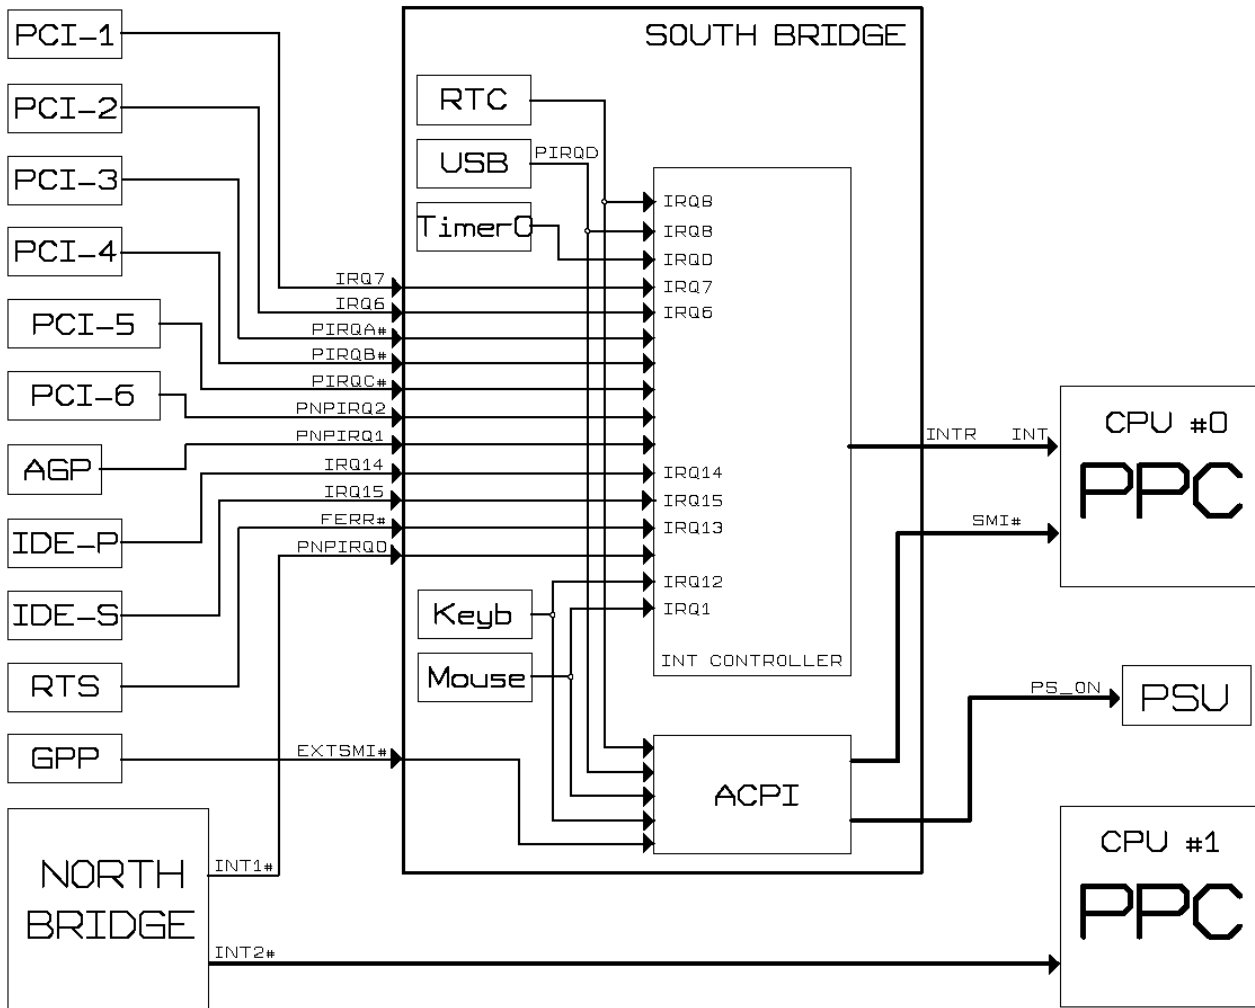 PCI-1
PCI-2
PCI-3
PCI-4
PCI-5
PCI-6
AGP
IDE-P
IDE-S
RTS
GPP
NORTH
BRIDGE
IRQ7
IRQ6
PIRQA#
PIRQB#
PIRQC#
PNPIRQ2
PNPIRQ1
IRQ14
IRQ15
FERR#
PNPIRQ0
EXTSMI#
INT1#
INT2#
SOUTH BRIDGE
RTC
USB
PIRQD
Timer0
Keyb
Mouse
IRQ8
IRQ8
IRQ0
IRQ7
IRQ6
IRQ14
IRQ15
IRQ13
IRQ12
IRQ1
INT CONTROLLER
ACPI
INTR INT
SMI#
PS_ON
CPU #0
PPC
PSU
CPU #1
PPC